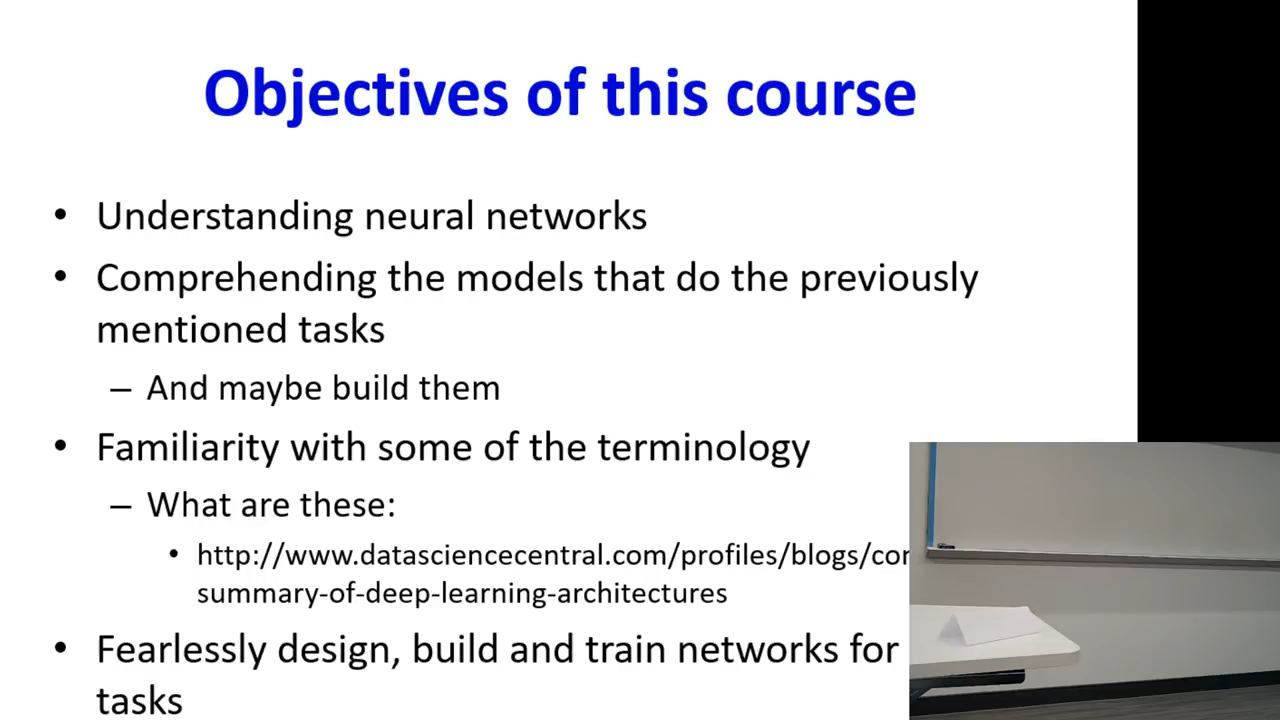 Objectives of this course
• Understanding neural networks
• Comprehending the models that do the previously
mentioned tasks
– And maybe build them
• Familiarity with some of the terminology
– What are these:
• http://www.datasciencecentral.com/profiles/blogs/
summary-of-deep-learning-architectures
• Fearlessly design, build and train networks for
tasks